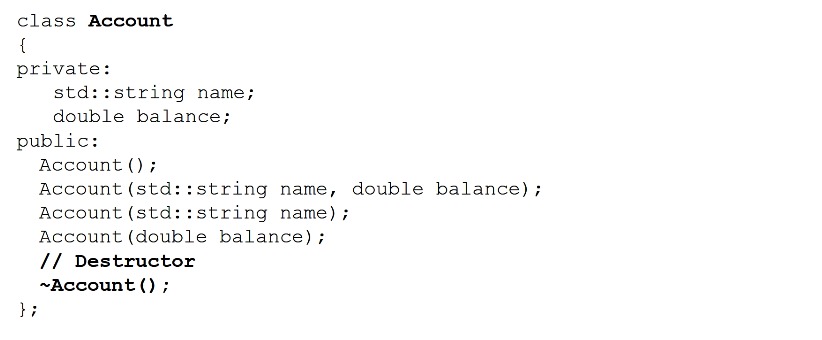 class Account
{
private:
   std::string name;
   double balance;
public:
  Account();
  Account(std::string name, double balance);
  Account(std::string name);
  Account(double balance);
  // Destructor
  ~Account();
};